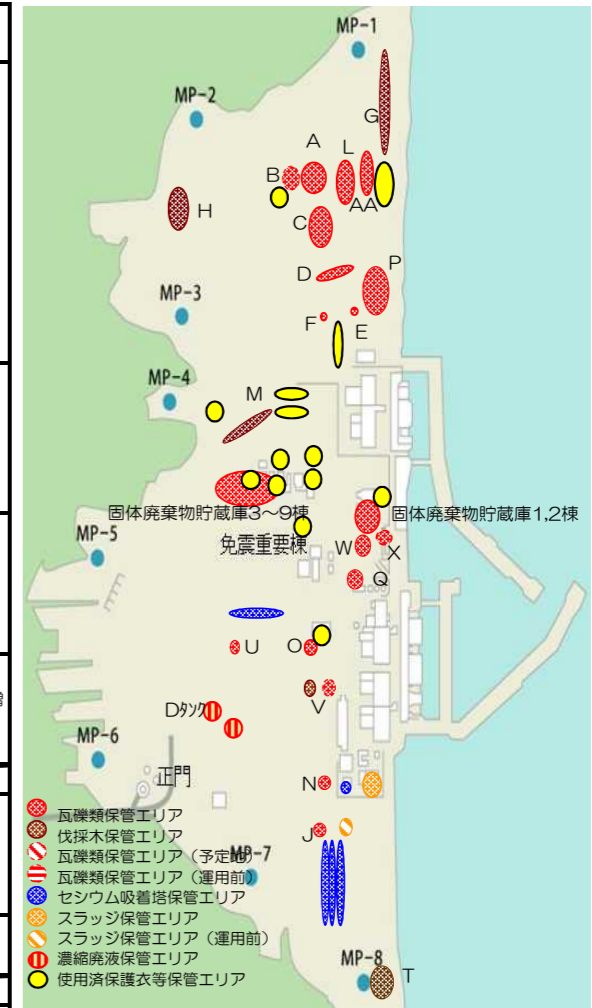 MP-1
MP-2
G
A
L
B
AA
H
C
D
P
MP-3
F
E
MP-4
M
固体廃棄物貯蔵庫3～9棟
固体廃棄物貯蔵庫1,2棟
免震重要棟
W
X
MP-5
Q
U
O
V
Dﾀﾝｸ
MP-6
正門
N
J
MP-7
MP-8
T
瓦礫類保管エリア
伐採木保管エリア
瓦礫類保管エリア（予定地）
瓦礫類保管エリア（運用前）
セシウム吸着塔保管エリア
スラッジ保管エリア
スラッジ保管エリア（運用前）
濃縮廃液保管エリア
使用済保護衣等保管エリア